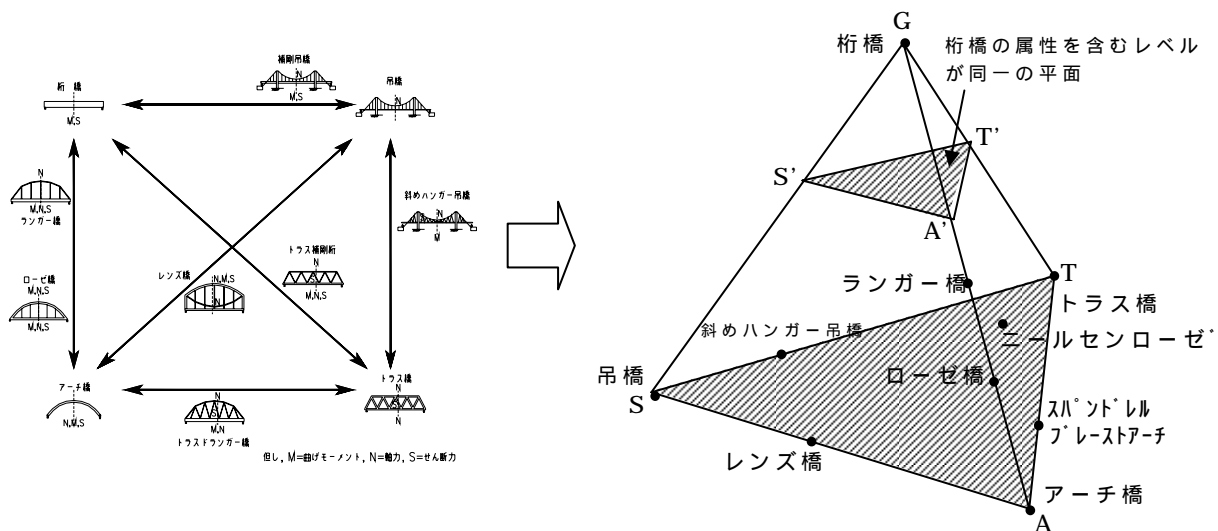 補剛吊橋
N
M,S
桁 橋
M,S
吊橋
N
N
M,N,S
ランガー橋
斜めハンガー吊橋
S N
M
トラス補剛桁
N
S
M,N,S
レンズ橋
N,M,S
N
ローゼ橋
M,N,S
M,N,S
アーチ橋
N,M,S
N
S
M,N
トラスドランガー橋
トラス橋
N
S
N
但し, M=曲げモーメント, N=軸力, S=せん断力
G
桁橋
桁橋の属性を含むレベル
が同一の平面
T'
S'
A'
ランガー橋
T
トラス橋
斜めハンガー吊橋
ニールセンローゼ
吊橋
S
ローゼ橋
スパンドレル
ブレーストアーチ
レンズ橋
アーチ橋
A